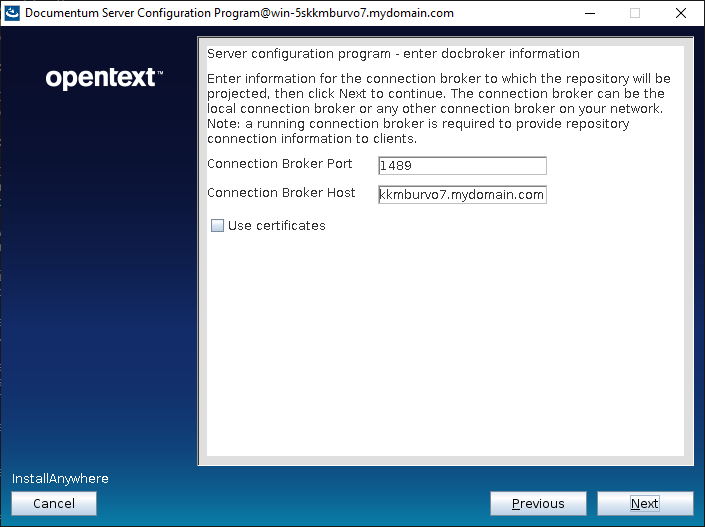 Documentum Server Configuration Program@win-5skkmburvo7.mydomain.com
opentext™
Server configuration program - enter docbroker information
Enter information for the connection broker to which the repository will be
projected, then click Next to continue. The connection broker can be the
local connection broker or any other connection broker on your network.
Note: a running connection broker is required to provide repository
connection information to clients.
Connection Broker Port 1489
Connection Broker Host kkmburvo7.mydomain.com
Use certificates
InstallAnywhere
Cancel Previous Next